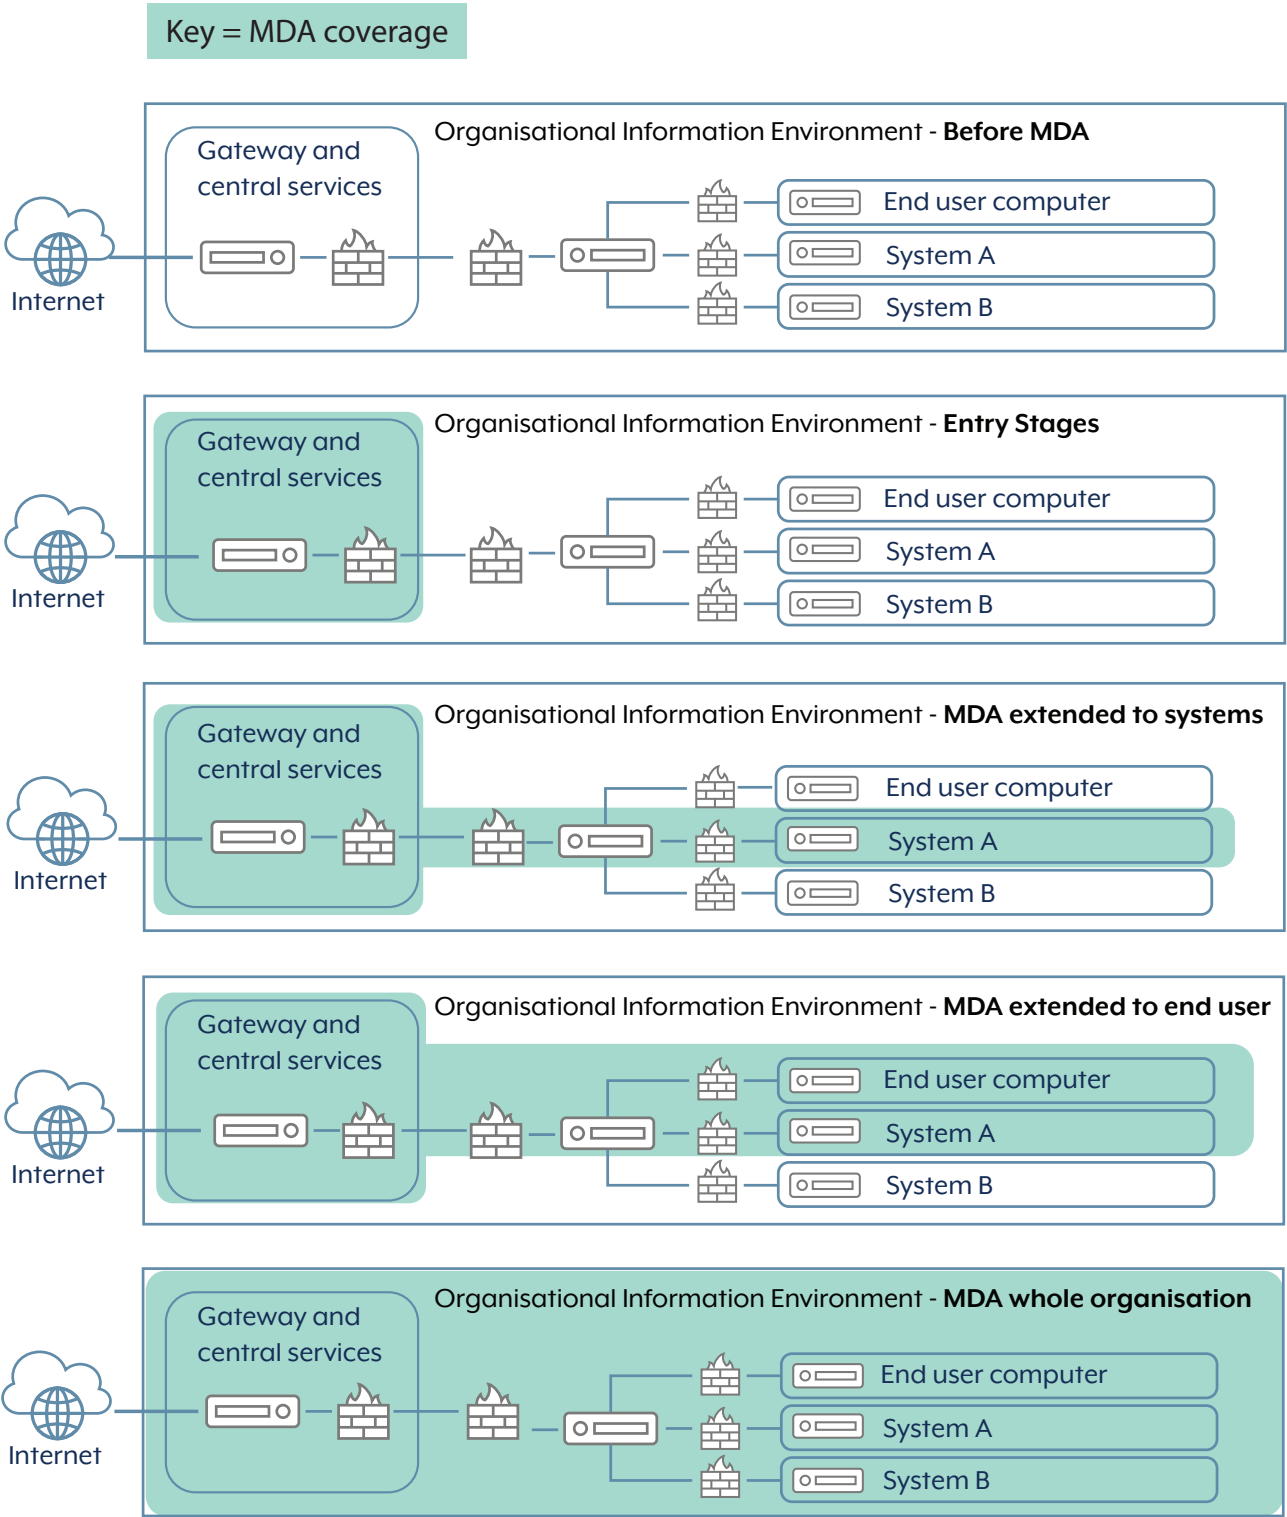 Key = MDA coverage
Organisational Information Environment - Before MDA
Gateway and
central services
End user computer
System A
System B
Internet
Organisational Information Environment - Entry Stages
Gateway and
central services
End user computer
System A
System B
Internet
Organisational Information Environment - MDA extended to systems
Gateway and
central services
End user computer
System A
System B
Internet
Organisational Information Environment - MDA extended to end user
Gateway and
central services
End user computer
System A
System B
Internet
Organisational Information Environment - MDA whole organisation
Gateway and
central services
End user computer
System A
System B
Internet